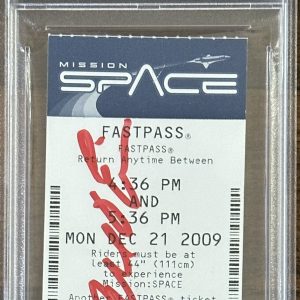 MISSION
SPACE
FASTPASS®
FASTPASS®
Return Anytime Between
4:36 PM
AND
5:36 PM
MON DEC 21 2009
Riders must be at
least 44" (111cm)
to experience
Mission:SPACE
Another FASTPASS ticket